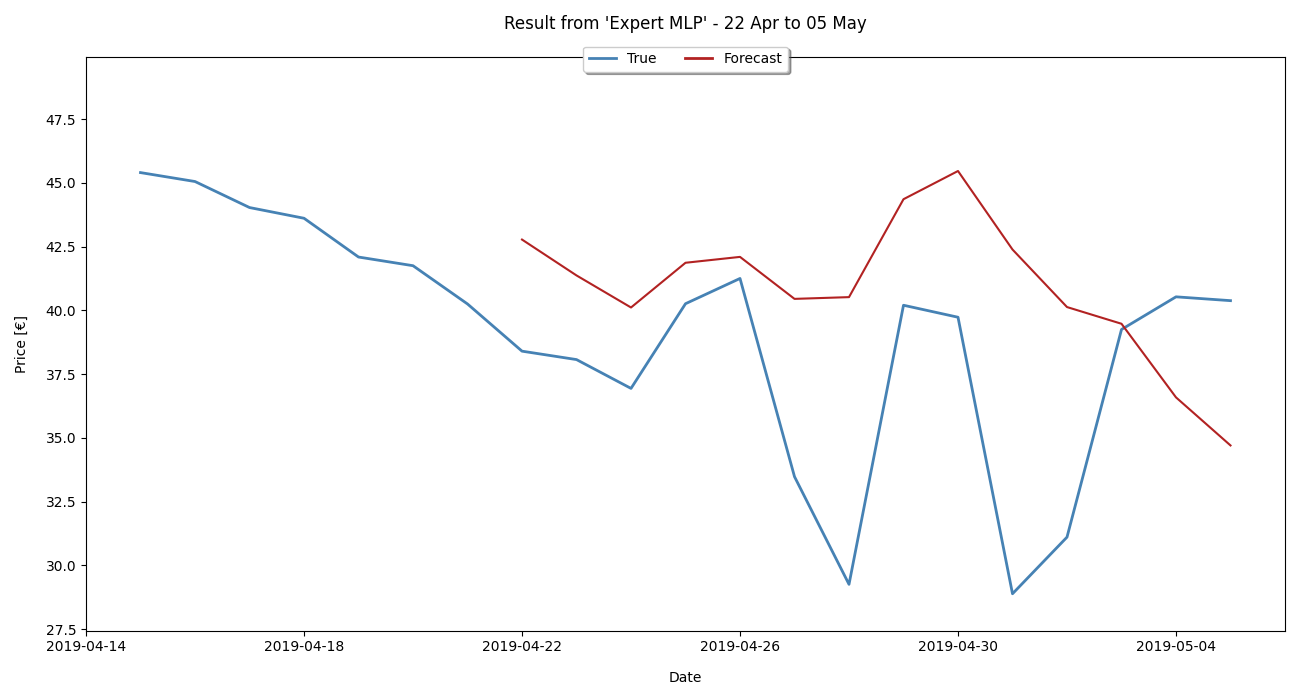 Result from 'Expert MLP' - 22 Apr to 05 May
True Forecast
47.5
45.0
42.5
40.0
37.5
35.0
32.5
30.0
27.5
Price [€]
2019-04-14 2019-04-18 2019-04-22 2019-04-26 2019-04-30 2019-05-04
Date